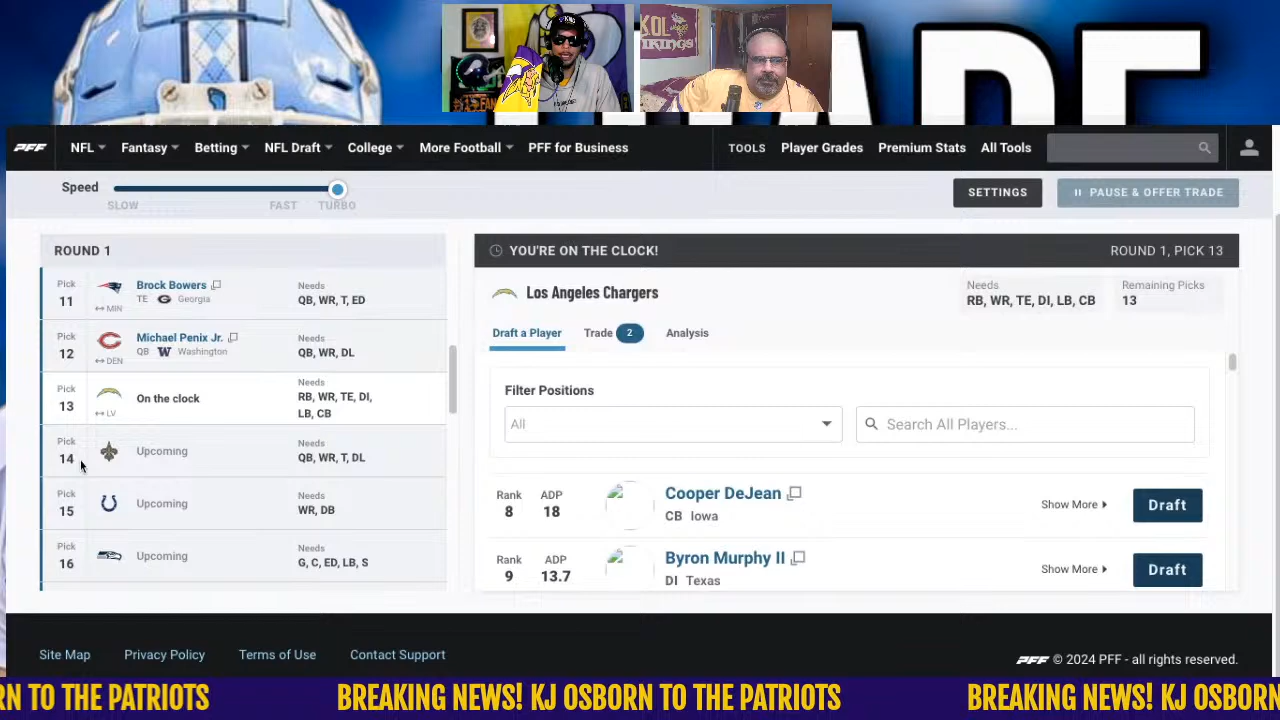 KOL
VIKINGS
PFF
NFL
Fantasy
Betting
NFL Draft
College
More Football
PFF for Business
TOOLS
Player Grades
Premium Stats
All Tools
Speed
SLOW
FAST
TURBO
SETTINGS
PAUSE & OFFER TRADE
ROUND 1
Pick
11
MIN
Brock Bowers
TE Georgia
Needs
QB, WR, T, ED
Pick
12
DEN
Michael Penix Jr.
QB Washington
Needs
QB, WR, DL
Pick
13
LV
On the clock
Needs
RB, WR, TE, DI,
LB, CB
Pick
14
Upcoming
Needs
QB, WR, T, DL
Pick
15
Upcoming
Needs
WR, DB
Pick
16
Upcoming
Needs
G, C, ED, LB, S
YOU'RE ON THE CLOCK!
ROUND 1, PICK 13
Los Angeles Chargers
Needs
RB, WR, TE, DI, LB, CB
Remaining Picks
13
Draft a Player
Trade 2
Analysis
Filter Positions
All
Search All Players...
Rank
8
ADP
18
Cooper DeJean
CB Iowa
Show More
Draft
Rank
9
ADP
13.7
Byron Murphy II
DI Texas
Show More
Draft
Site Map
Privacy Policy
Terms of Use
Contact Support
PFF © 2024 PFF - all rights reserved.
RN TO THE PATRIOTS
BREAKING NEWS! KJ OSBORN TO THE PATRIOTS
BREAKING NEWS! KJ OSBORN